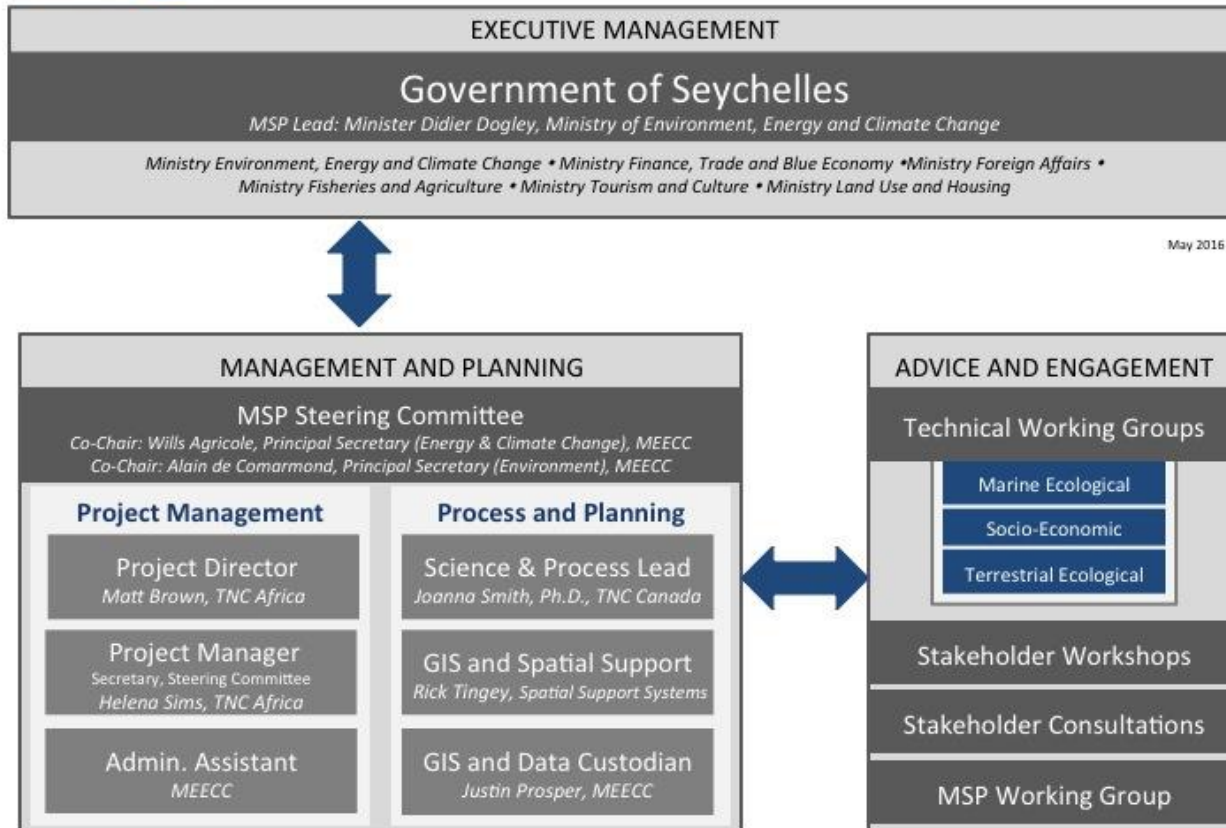 EXECUTIVE MANAGEMENT
Government of Seychelles
MSP Lead: Minister Didier Dogley, Ministry of Environment, Energy and Climate Change
Ministry Environment, Energy and Climate Change • Ministry Finance, Trade and Blue Economy •Ministry Foreign Affairs •
Ministry Fisheries and Agriculture • Ministry Tourism and Culture • Ministry Land Use and Housing
May 2016
MANAGEMENT AND PLANNING
MSP Steering Committee
Co-Chair: Wills Agricole, Principal Secretary (Energy & Climate Change), MEECC
Co-Chair: Alain de Comarmond, Principal Secretary (Environment), MEECC
Project Management
Project Director
Matt Brown, TNC Africa
Project Manager
Secretary, Steering Committee
Helena Sims, TNC Africa
Admin. Assistant
MEECC
Process and Planning
Science & Process Lead
Joanna Smith, Ph.D., TNC Canada
GIS and Spatial Support
Rick Tingey, Spatial Support Systems
GIS and Data Custodian
Justin Prosper, MEECC
ADVICE AND ENGAGEMENT
Technical Working Groups
Marine Ecological
Socio-Economic
Terrestrial Ecological
Stakeholder Workshops
Stakeholder Consultations
MSP Working Group